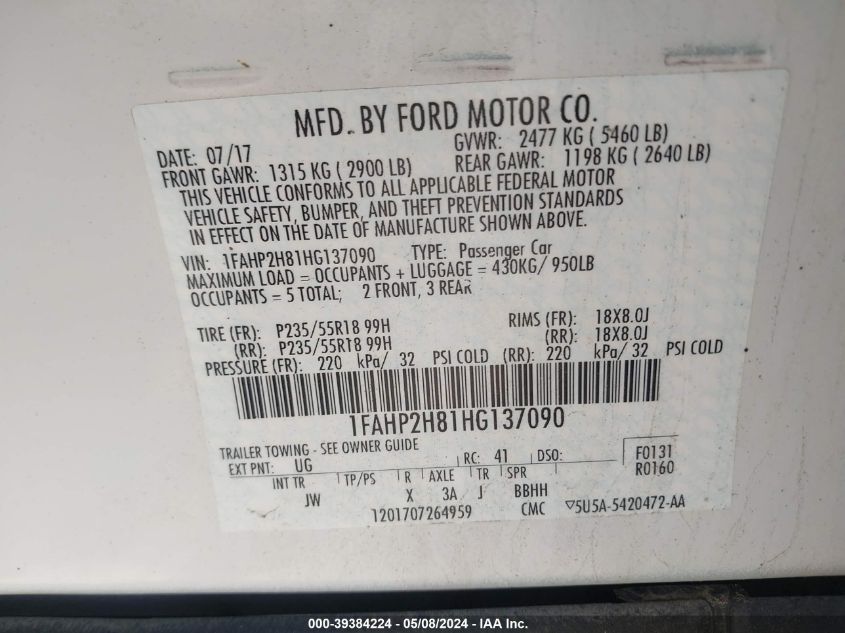 MFD. BY FORD MOTOR CO.
DATE: 07/17 GVWR: 2477 KG ( 5460 LB)
FRONT GAWR: 1315 KG ( 2900 LB) REAR GAWR: 1198 KG ( 2640 LB)
THIS VEHICLE CONFORMS TO ALL APPLICABLE FEDERAL MOTOR
VEHICLE SAFETY, BUMPER, AND THEFT PREVENTION STANDARDS
IN EFFECT ON THE DATE OF MANUFACTURE SHOWN ABOVE.
VIN: 1FAHP2H81HG137090 TYPE: Passenger Car
MAXIMUM LOAD = OCCUPANTS + LUGGAGE = 430KG/ 950LB
OCCUPANTS = 5 TOTAL; 2 FRONT, 3 REAR
TIRE (FR): P235/55R18 99H RIMS (FR): 18X8.0J
(RR): P235/55R18 99H (RR): 18X8.0J
PRESSURE (FR): 220 kPa/ 32 PSI COLD (RR): 220 kPa/ 32 PSI COLD
1FAHP2H81HG137090
TRAILER TOWING - SEE OWNER GUIDE
EXT PNT: UG RC: 41 DSO: F0131
R0160
INT TR TP/PS R AXLE TR SPR
JW X 3A J BBHH
1201707264959 CMC ▽5U5A-5420472-AA
000-39384224 - 05/08/2024 - IAA Inc.